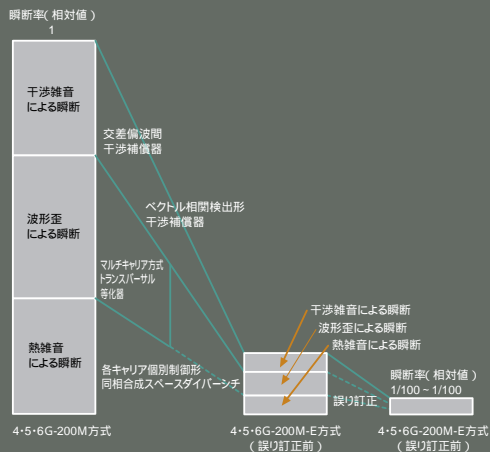 瞬断率(相対値)
1
干渉雑音
による瞬断
交差偏波間
干渉補償器
波形歪
による瞬断
ベクトル相関検出形
干渉補償器
マルチキャリア方式
トランスバーサル
等化器
熱雑音
による瞬断
各キャリア個別制御形
同相合成スペースダイバーシチ
干渉雑音による瞬断
波形歪による瞬断
熱雑音による瞬断
誤り訂正
瞬断率(相対値)
1/100~1/100
4・5・6G-200M方式
4・5・6G-200M-E方式
(誤り訂正前)
4・5・6G-200M-E方式
(誤り訂正前)